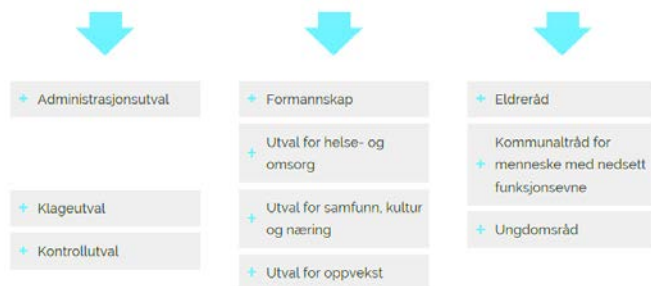 + Administrasjonsutval
+ Klageutval
+ Kontrollutval
+ Formannskap
+ Utval for helse- og
omsorg
+ Utval for samfunn, kultur
og næring
+ Utval for oppvekst
+ Eldreråd
Kommunaltråd for
+ menneske med nedsett
funksjonsevne
+ Ungdomsråd